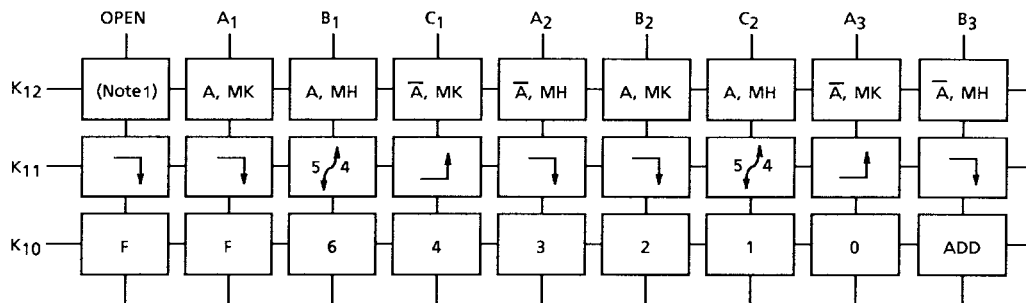 OPEN A₁ B₁ C₁ A₂ B₂ C₂ A₃ B₃
K₁₂ (Note1) A, MK A, MH A̅, MK A̅, MH A, MK A, MH A̅, MK A̅, MH
K₁₁ 5 4 5 4
K₁₀ F F 6 4 3 2 1 0 ADD